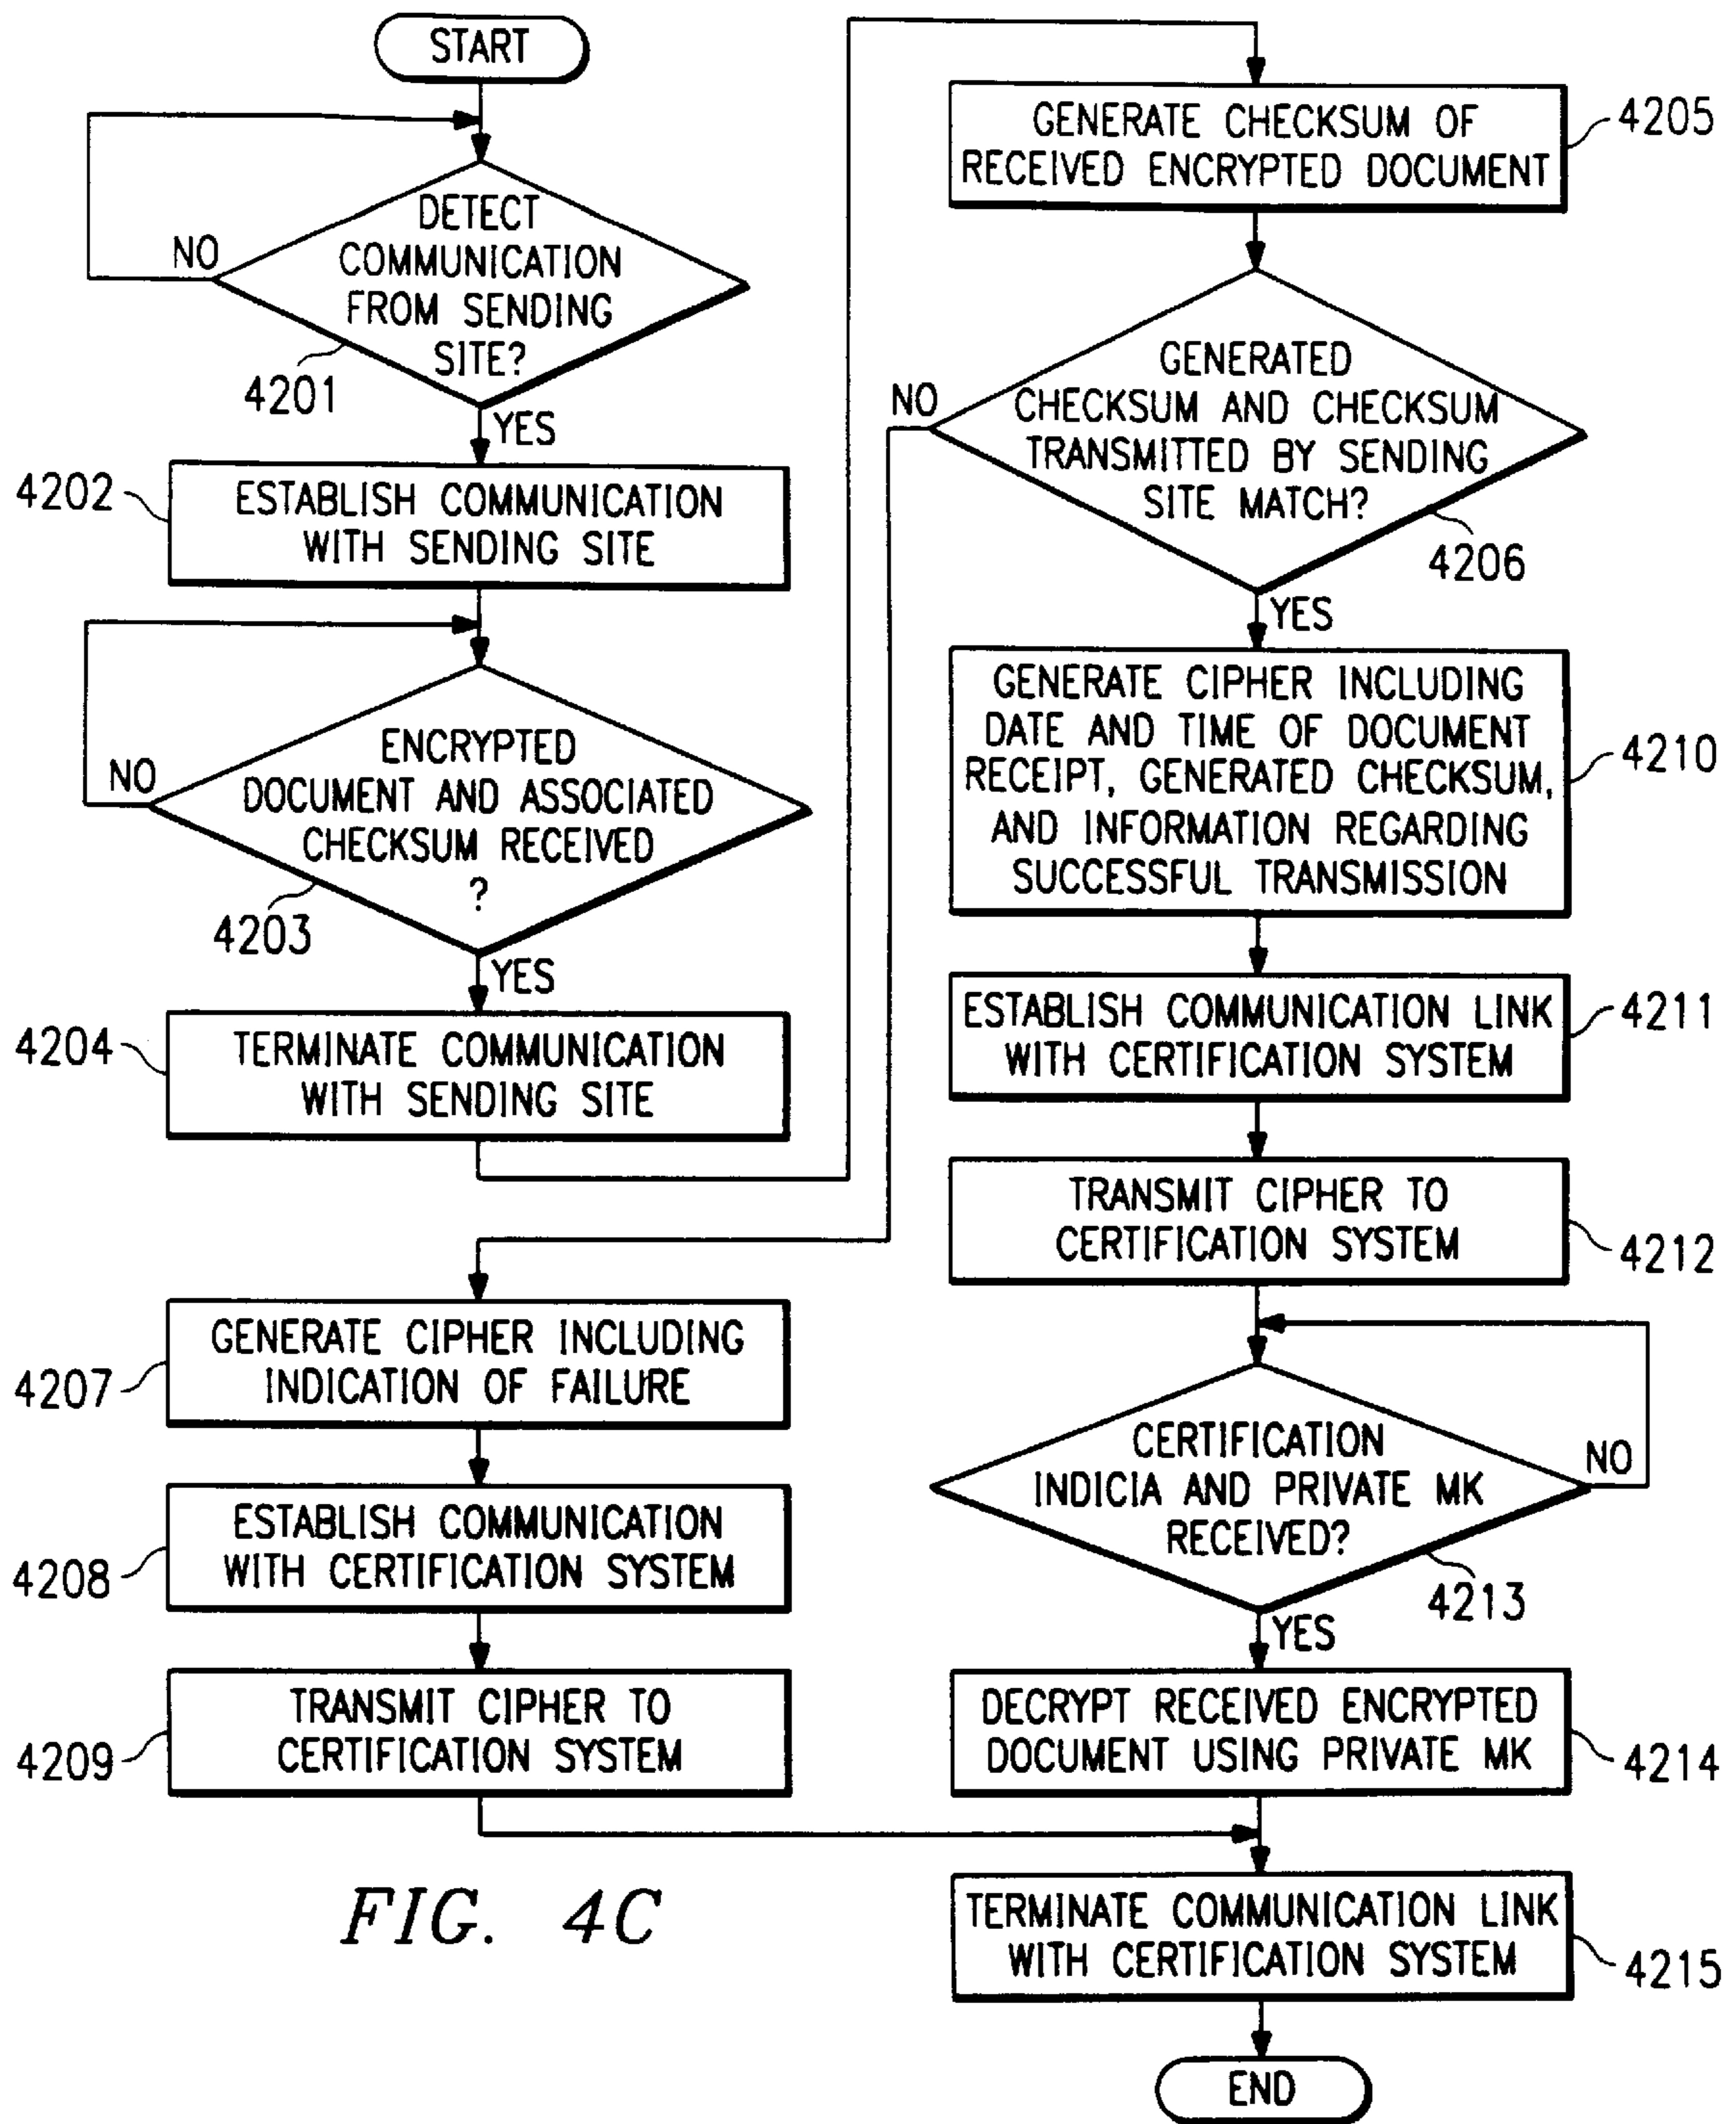 START
DETECT
COMMUNICATION
FROM SENDING
SITE?
NO
4201
YES
4202
ESTABLISH COMMUNICATION
WITH SENDING SITE
ENCRYPTED
DOCUMENT AND ASSOCIATED
CHECKSUM RECEIVED
?
NO
4203
YES
4204
TERMINATE COMMUNICATION
WITH SENDING SITE
GENERATE CHECKSUM OF
RECEIVED ENCRYPTED DOCUMENT
4205
GENERATED
CHECKSUM AND CHECKSUM
TRANSMITTED BY SENDING
SITE MATCH?
NO
4206
YES
4207
GENERATE CIPHER INCLUDING
INDICATION OF FAILURE
4208
ESTABLISH COMMUNICATION
WITH CERTIFICATION SYSTEM
4209
TRANSMIT CIPHER TO
CERTIFICATION SYSTEM
GENERATE CIPHER INCLUDING
DATE AND TIME OF DOCUMENT
RECEIPT, GENERATED CHECKSUM,
AND INFORMATION REGARDING
SUCCESSFUL TRANSMISSION
4210
ESTABLISH COMMUNICATION LINK
WITH CERTIFICATION SYSTEM
4211
TRANSMIT CIPHER TO
CERTIFICATION SYSTEM
4212
CERTIFICATION
INDICIA AND PRIVATE MK
RECEIVED?
NO
4213
YES
DECRYPT RECEIVED ENCRYPTED
DOCUMENT USING PRIVATE MK
4214
TERMINATE COMMUNICATION LINK
WITH CERTIFICATION SYSTEM
4215
END
FIG. 4C